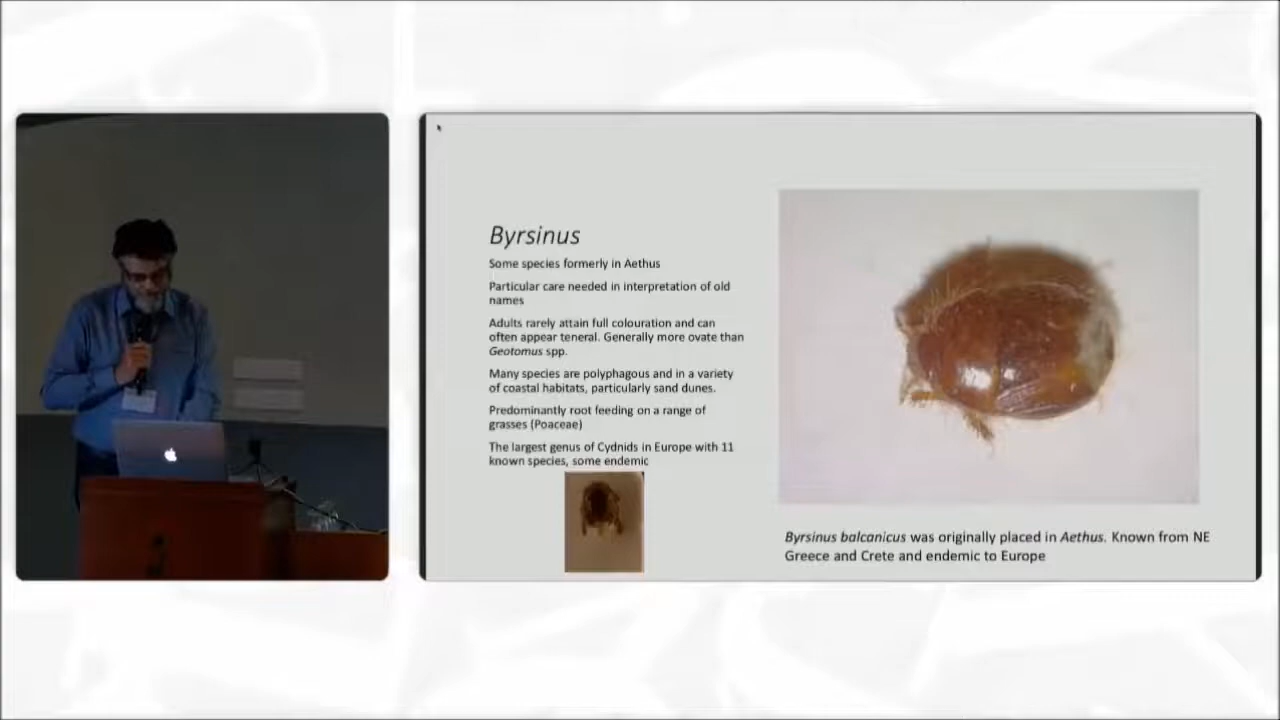 Byrsinus
Some species formerly in Aethus
Particular care needed in interpretation of old
names
Adults rarely attain full colouration and can
often appear teneral. Generally more ovate than
Geotomus spp.
Many species are polyphagous and in a variety
of coastal habitats, particularly sand dunes.
Predominantly root feeding on a range of
grasses (Poaceae)
The largest genus of Cydnids in Europe with 11
known species, some endemic
Byrsinus balcanicus was originally placed in Aethus. Known from NE
Greece and Crete and endemic to Europe